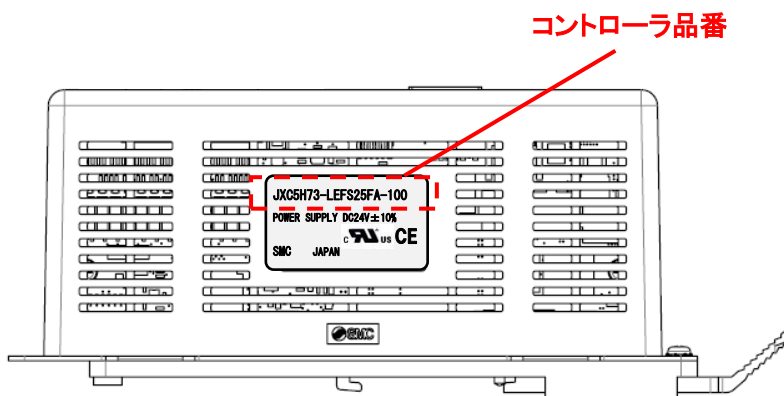 コントローラ品番
JXC5H73-LEFS25FA-100
POWER SUPPLY DC24V±10%
c RU US CE
SMC JAPAN
SMC